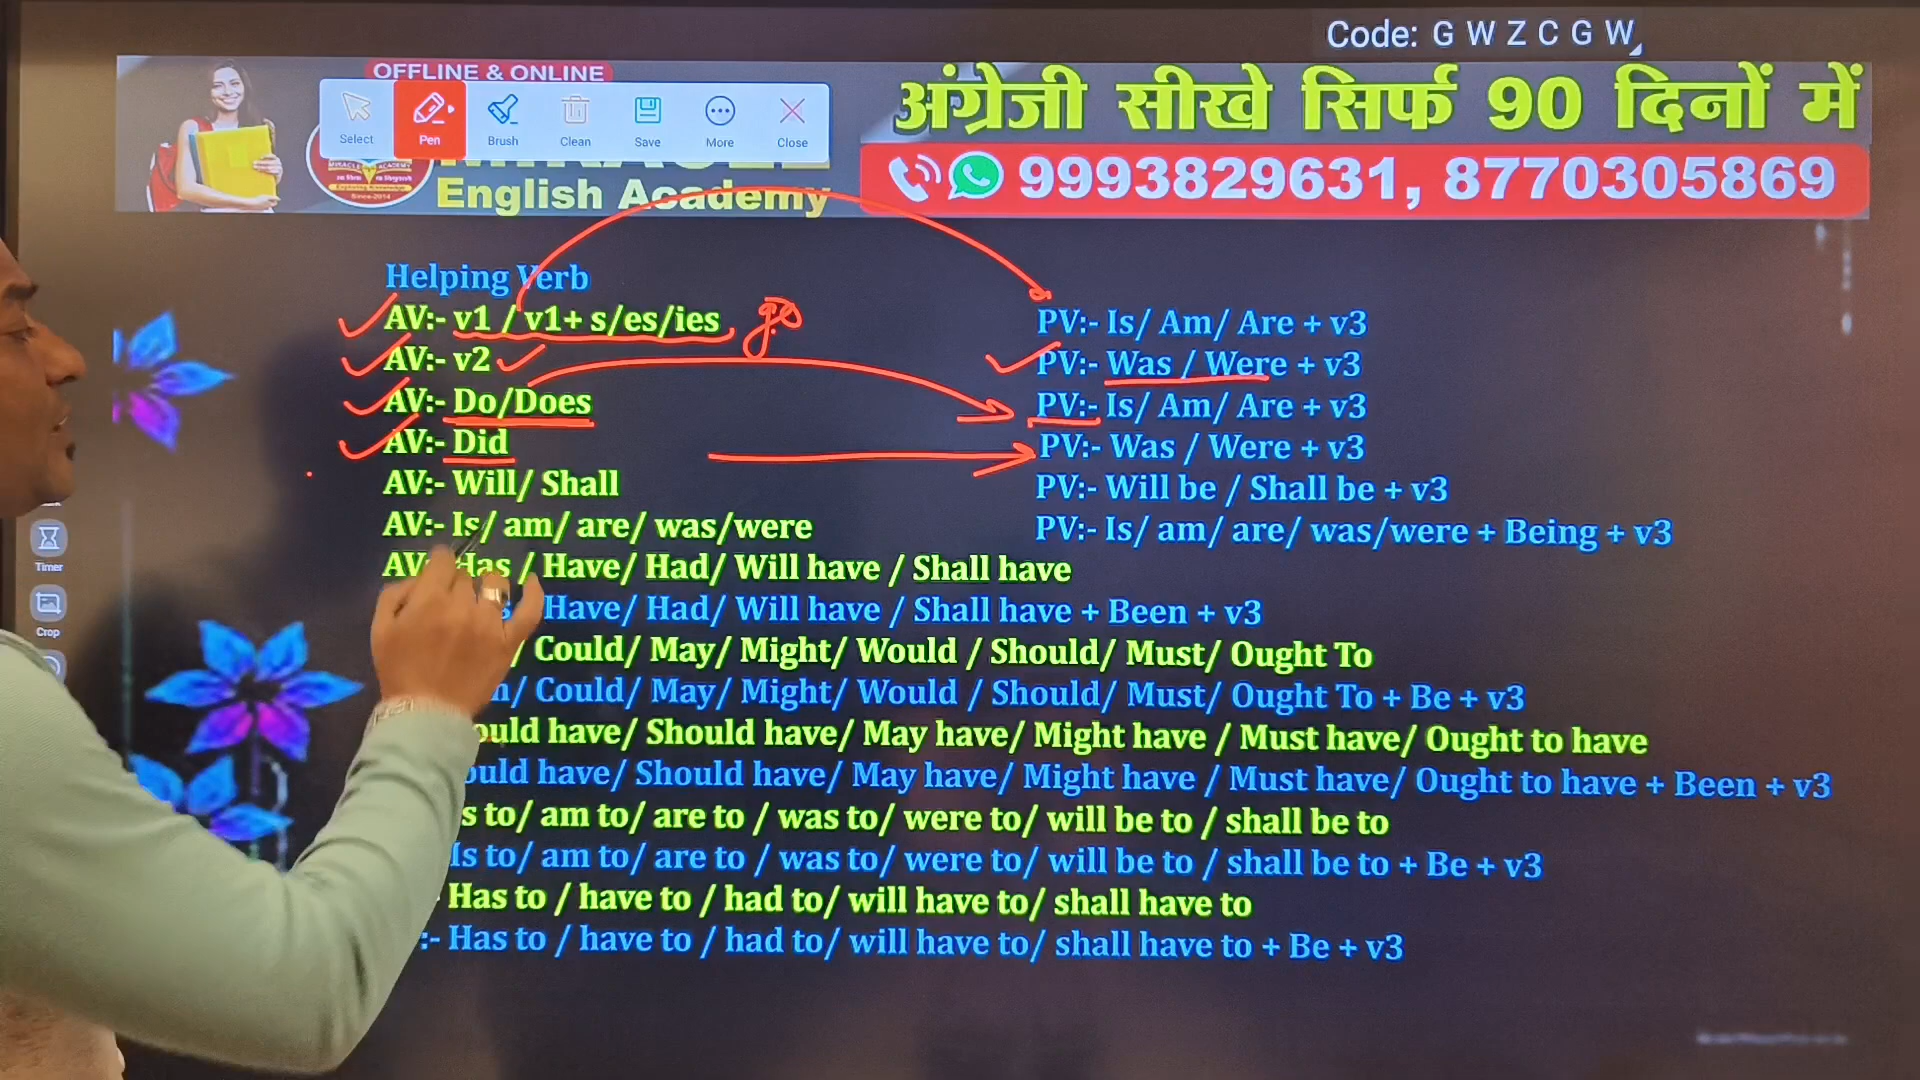 Code: G W Z C G W
OFFLINE & ONLINE
अंग्रेजी सीखे सिर्फ 90 दिनों में
Select Pen Brush Clean Save More Close
English Academy
9993829631, 8770305869
Helping Verb
AV:- v1 / v1+ s/es/ies go
PV:- Is/ Am/ Are + v3
AV:- v2
PV:- Was / Were + v3
AV:- Do/Does
PV:- Is/ Am/ Are + v3
AV:- Did
PV:- Was / Were + v3
AV:- Will/ Shall
PV:- Will be / Shall be + v3
AV:- Is/ am/ are/ was/were
PV:- Is/ am/ are/ was/were + Being + v3
AV:- Has / Have/ Had/ Will have / Shall have
Have/ Had/ Will have / Shall have + Been + v3
/ Could/ May/ Might/ Would / Should/ Must/ Ought To
/ Could/ May/ Might/ Would / Should/ Must/ Ought To + Be + v3
have/ Should have/ May have/ Might have / Must have/ Ought to have
have/ Should have/ May have/ Might have / Must have/ Ought to have + Been + v3
to/ am to/ are to / was to/ were to/ will be to / shall be to
Is to/ am to/ are to / was to/ were to/ will be to / shall be to + Be + v3
Has to / have to / had to/ will have to/ shall have to
:- Has to / have to / had to/ will have to/ shall have to + Be + v3
Timer
Crop